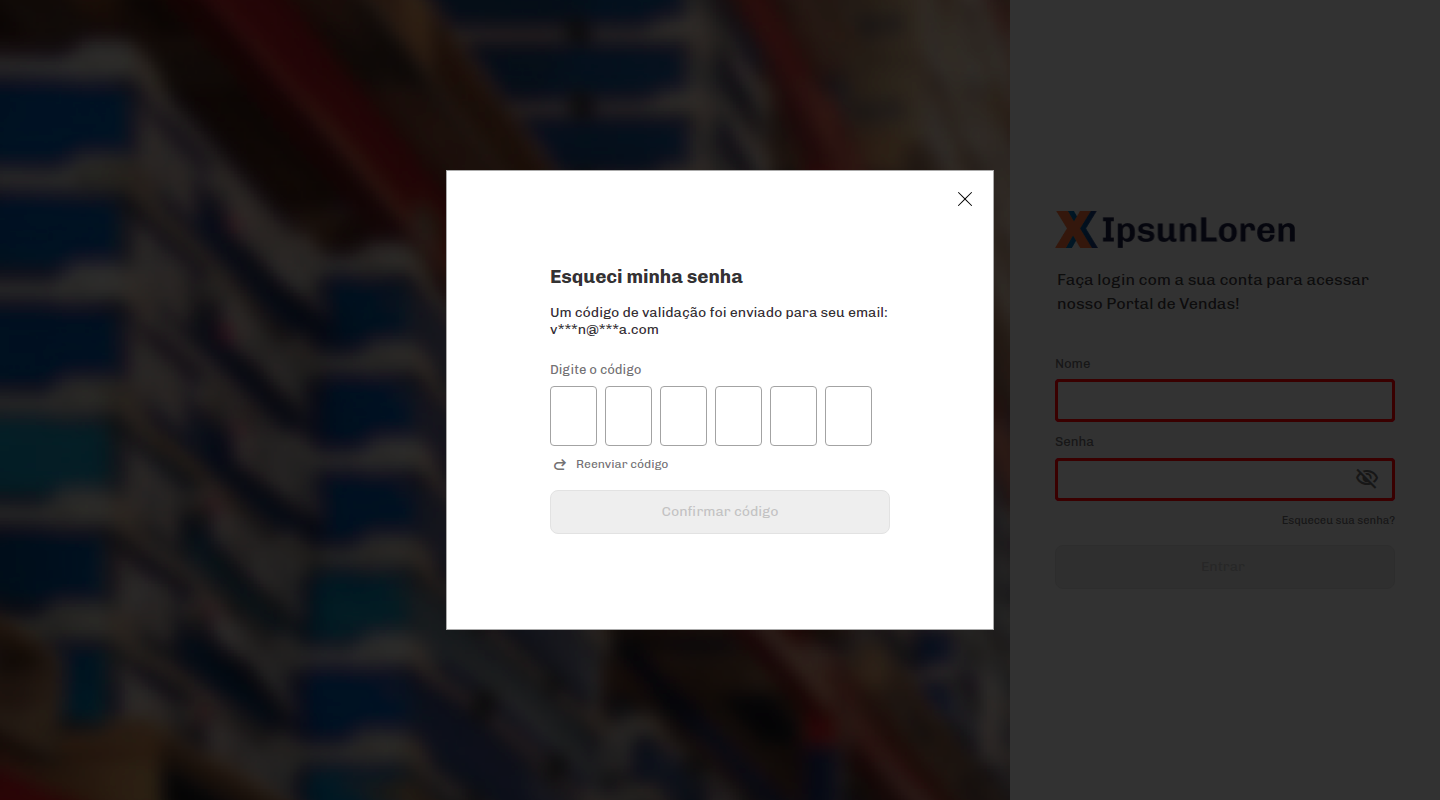 IpsunLoren
Faça login com a sua conta para acessar
nosso Portal de Vendas!
Nome
Senha
Esqueceu sua senha?
Entrar
Esqueci minha senha
Um código de validação foi enviado para seu email:
v***n@***a.com
Digite o código
Reenviar código
Confirmar código